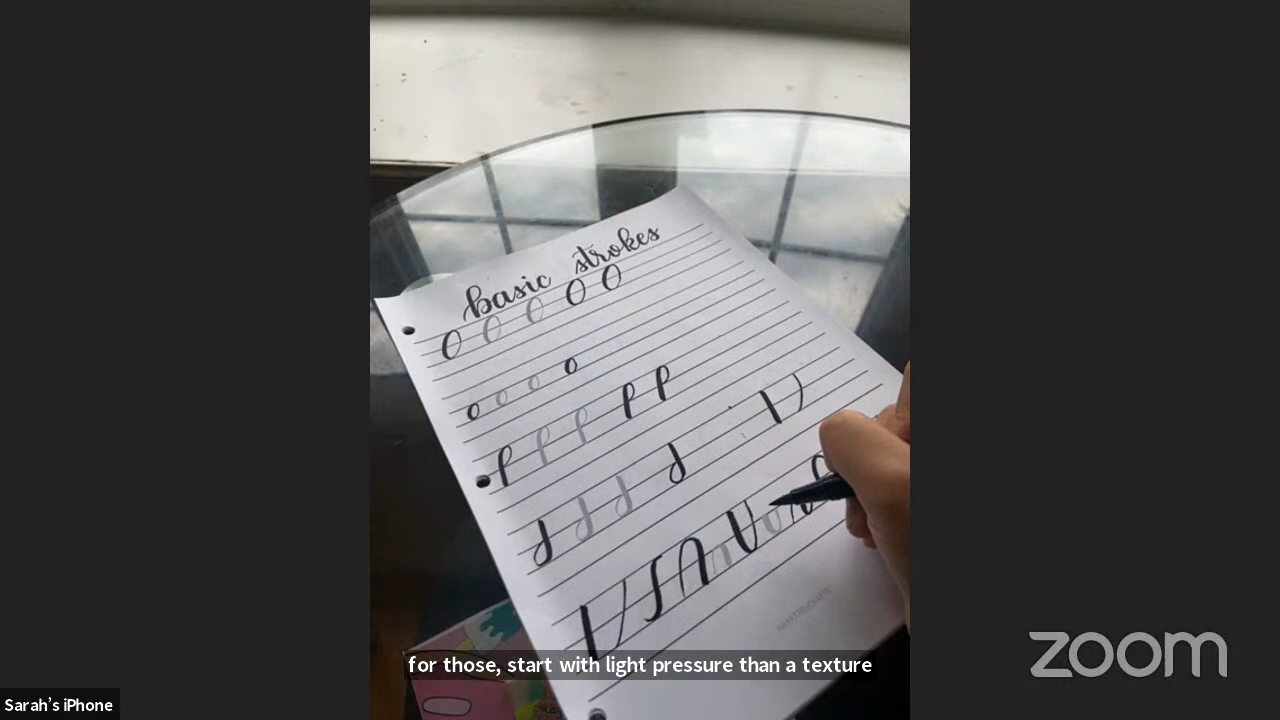 basic strokes
O O O O O
o o o o
for those, start with light pressure than a texture
zoom
Sarah's iPhone